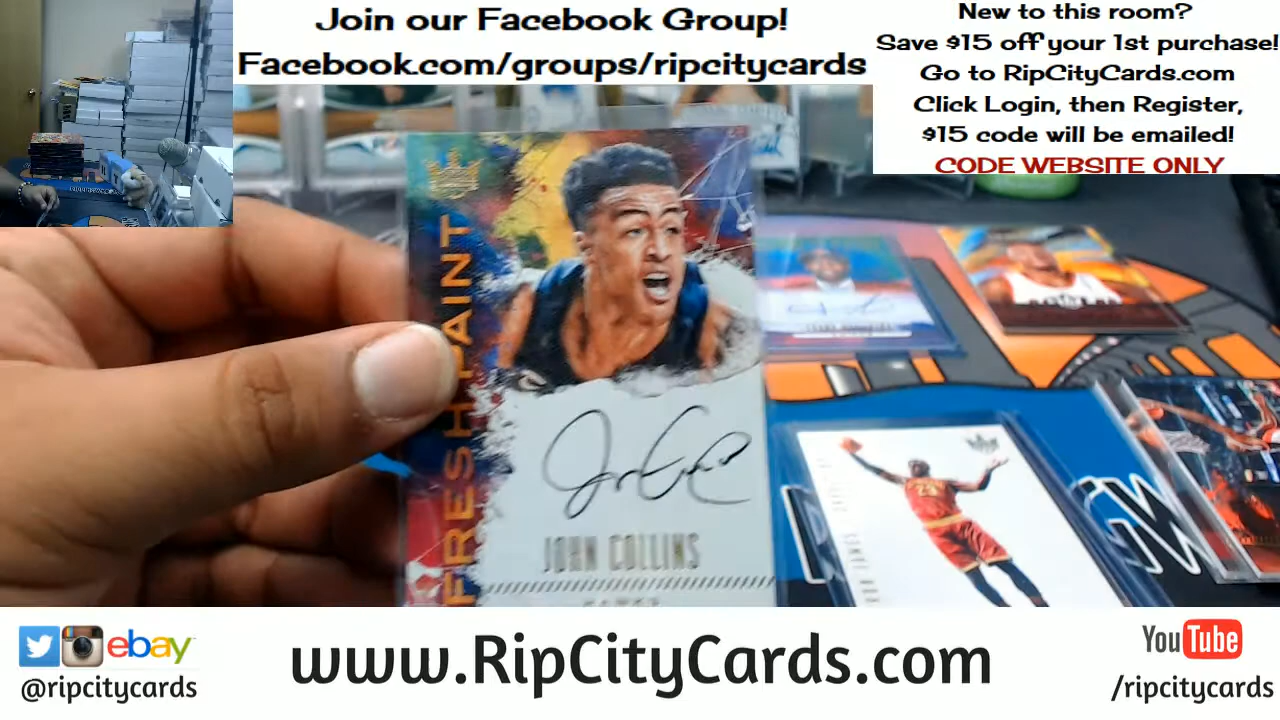 Join our Facebook Group!
Facebook.com/groups/ripcitycards
New to this room?
Save $15 off your 1st purchase!
Go to RipCityCards.com
Click Login, then Register,
$15 code will be emailed!
CODE WEBSITE ONLY
FRESH PAINT
JOHN COLLINS
ebay
@ripcitycards
www.RipCityCards.com
YouTube
/ripcitycards